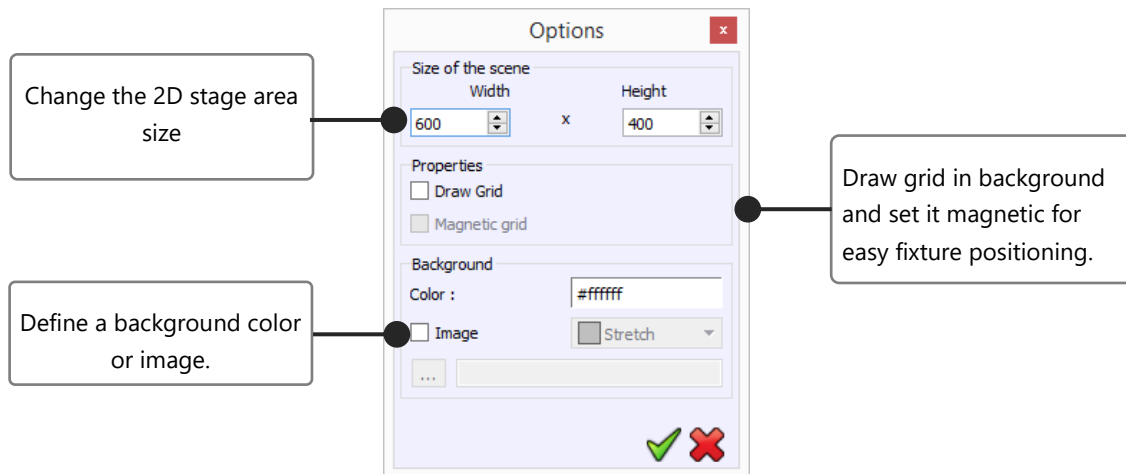 Options
x
Size of the scene
Width Height
600 x 400
Change the 2D stage area
size
Properties
Draw Grid
Magnetic grid
Draw grid in background
and set it magnetic for
easy fixture positioning.
Background
Color : #ffffff
Image Stretch
...
Define a background color
or image.